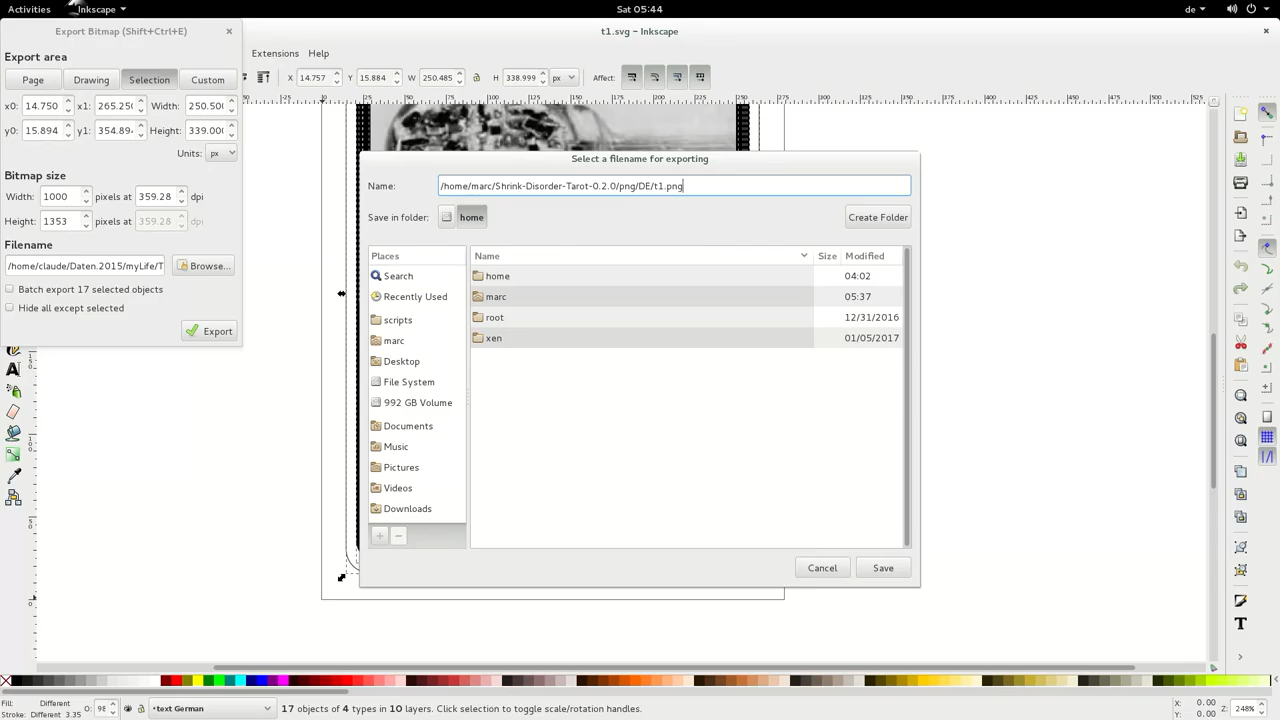 Activities
Inkscape
Sat 05:44
de
Export Bitmap (Shift+Ctrl+E)
t1.svg – Inkscape
Export area
Extensions Help
Page Drawing Selection Custom
X 14.757 Y 15.884 W 250.485 H 338.999 px Affect:
x0: 14.750 x1: 265.250 Width: 250.500
y0: 15.894 y1: 354.894 Height: 339.000
Units: px
Bitmap size
Width: 1000 pixels at 359.28 dpi
Height: 1353 pixels at 359.28
Filename
/home/claude/Daten.2015/myLife/T Browse...
Batch export 17 selected objects
Hide all except selected
Export
Select a filename for exporting
Name: /home/marc/Shrink-Disorder-Tarot-0.2.0/png/DE/t1.png
Save in folder: home Create Folder
Places Name Size Modified
Search home 04:02
Recently Used marc 05:37
scripts root 12/31/2016
marc xen 01/05/2017
Desktop
File System
992 GB Volume
Documents
Music
Pictures
Videos
Downloads
Cancel Save
Fill: Different
Stroke: Different 3.35
O: 98
*text German
17 objects of 4 types in 10 layers. Click selection to toggle scale/rotation handles.
X: 0.00
Y: 0.00
Z: 248%